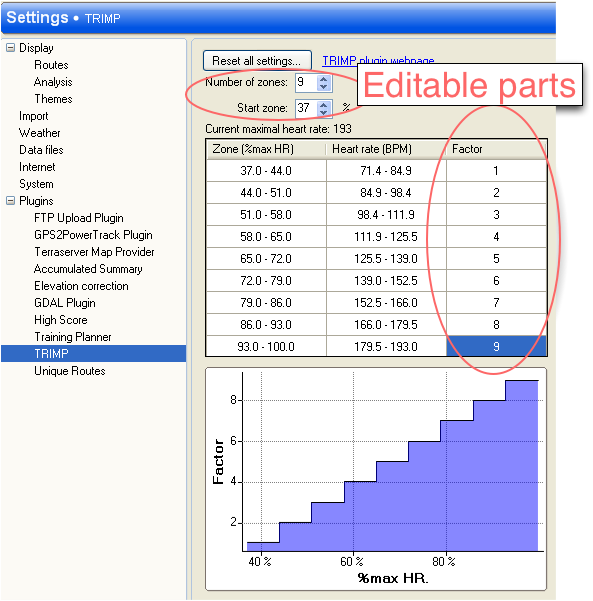 Settings • TRIMP
Display
Routes
Analysis
Themes
Import
Weather
Data files
Internet
System
Plugins
FTP Upload Plugin
GPS2PowerTrack Plugin
Terraserver Map Provider
Accumulated Summary
Elevation correction
GDAL Plugin
High Score
Training Planner
TRIMP
Unique Routes
Reset all settings... TRIMP plugin webpage
Editable parts
Number of zones: 9
Start zone: 37 %
Current maximal heart rate: 193
Zone (%max HR) Heart rate (BPM) Factor
37.0 - 44.0 71.4 - 84.9 1
44.0 - 51.0 84.9 - 98.4 2
51.0 - 58.0 98.4 - 111.9 3
58.0 - 65.0 111.9 - 125.5 4
65.0 - 72.0 125.5 - 139.0 5
72.0 - 79.0 139.0 - 152.5 6
79.0 - 86.0 152.5 - 166.0 7
86.0 - 93.0 166.0 - 179.5 8
93.0 - 100.0 179.5 - 193.0 9
Factor
8
6
4
2
40 % 60 % 80 %
%max HR.